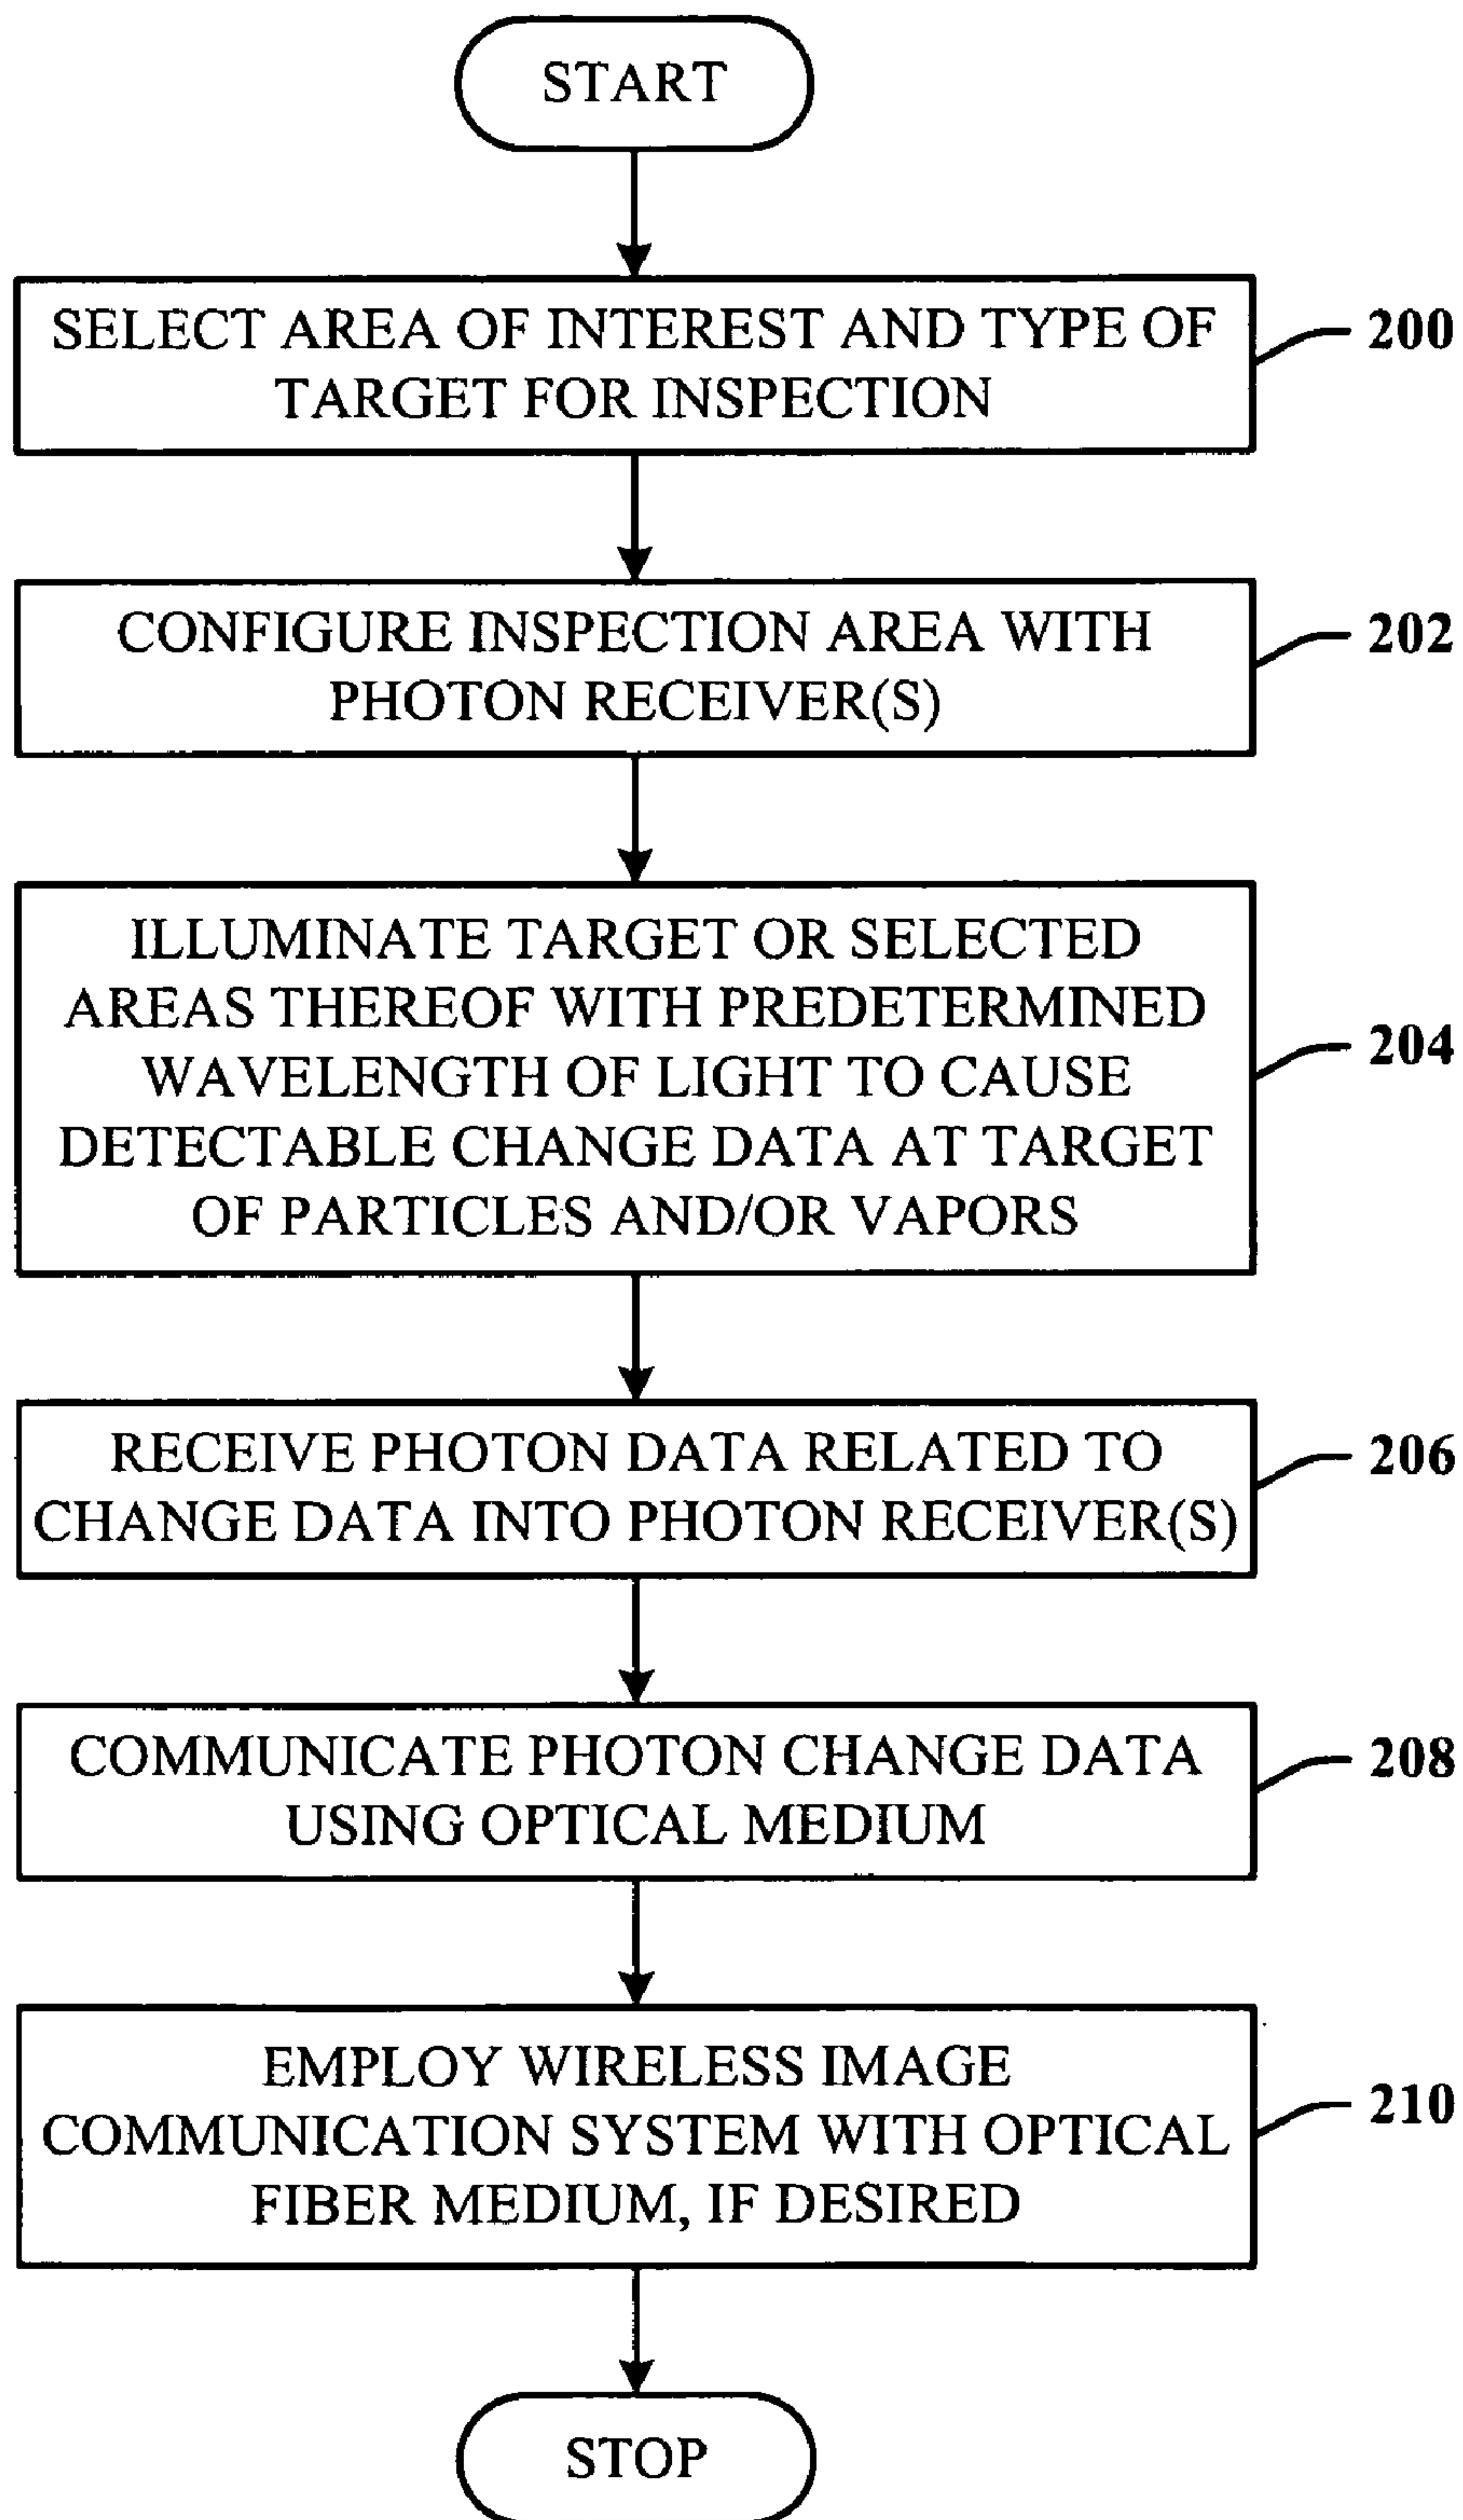 START
SELECT AREA OF INTEREST AND TYPE OF
TARGET FOR INSPECTION
200
CONFIGURE INSPECTION AREA WITH
PHOTON RECEIVER(S)
202
ILLUMINATE TARGET OR SELECTED
AREAS THEREOF WITH PREDETERMINED
WAVELENGTH OF LIGHT TO CAUSE
DETECTABLE CHANGE DATA AT TARGET
OF PARTICLES AND/OR VAPORS
204
RECEIVE PHOTON DATA RELATED TO
CHANGE DATA INTO PHOTON RECEIVER(S)
206
COMMUNICATE PHOTON CHANGE DATA
USING OPTICAL MEDIUM
208
EMPLOY WIRELESS IMAGE
COMMUNICATION SYSTEM WITH OPTICAL
FIBER MEDIUM, IF DESIRED
210
STOP